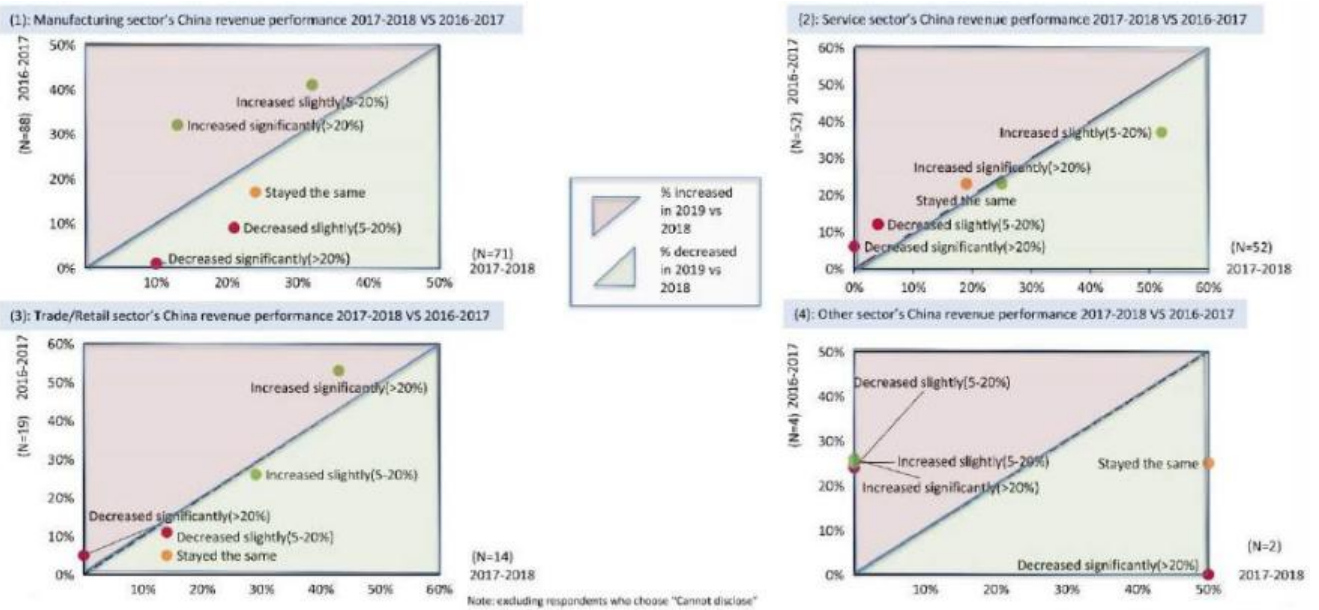 (1): Manufacturing sector's China revenue performance 2017-2018 VS 2016-2017
(N=88) 2016-2017
50%
40%
30%
20%
10%
0%
Increased slightly(5-20%)
Increased significantly(>20%)
Stayed the same
Decreased slightly(5-20%)
Decreased significantly(>20%)
10%
20%
30%
40%
50%
(N=71)
2017-2018
(2): Service sector's China revenue performance 2017-2018 VS 2016-2017
(N=52) 2016-2017
60%
50%
40%
30%
20%
10%
0%
Increased slightly(5-20%)
Increased significantly(>20%)
Stayed the same
Decreased slightly(5-20%)
Decreased significantly(>20%)
0%
10%
20%
30%
40%
50%
60%
(N=52)
2017-2018
% increased
in 2019 vs
2018
% decreased
in 2019 vs
2018
(3): Trade/Retail sector's China revenue performance 2017-2018 VS 2016-2017
(N=19) 2016-2017
60%
50%
40%
30%
20%
10%
0%
Increased significantly(>20%)
Increased slightly(5-20%)
Decreased significantly(>20%)
Decreased slightly(5-20%)
Stayed the same
10%
20%
30%
40%
50%
60%
(N=14)
2017-2018
(4): Other sector's China revenue performance 2017-2018 VS 2016-2017
(N=4) 2016-2017
50%
40%
30%
20%
10%
0%
Decreased slightly(5-20%)
Increased slightly(5-20%)
Stayed the same
Increased significantly(>20%)
Decreased significantly(>20%)
10%
20%
30%
40%
50%
(N=2)
2017-2018
Note: excluding respondents who choose "Cannot disclose"